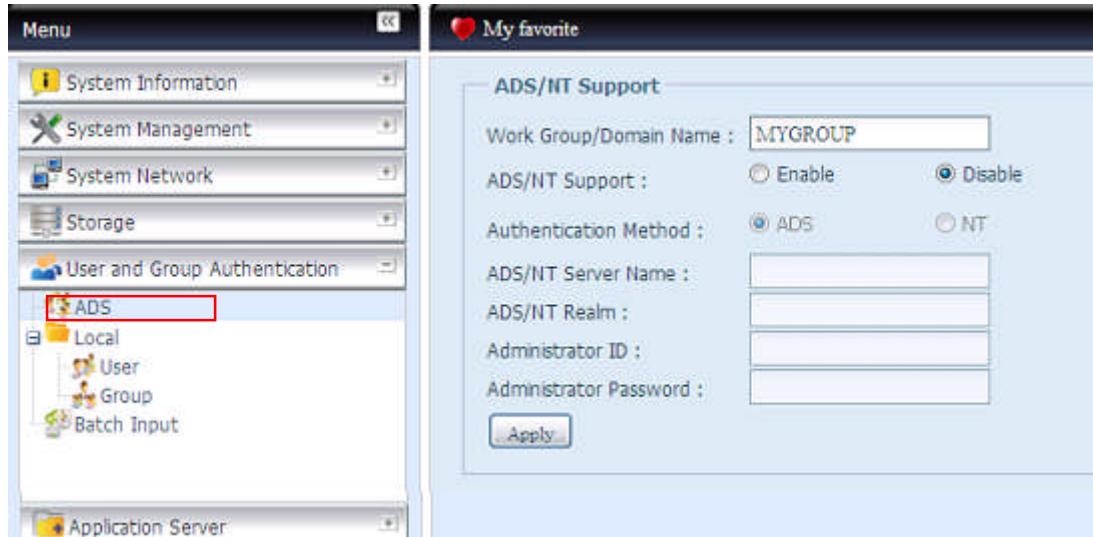 Menu
System Information
System Management
System Network
Storage
User and Group Authentication
ADS
Local
User
Group
Batch Input
Application Server
My favorite
ADS/NT Support
Work Group/Domain Name : MYGROUP
ADS/NT Support : Enable Disable
Authentication Method : ADS NT
ADS/NT Server Name :
ADS/NT Realm :
Administrator ID :
Administrator Password :
Apply